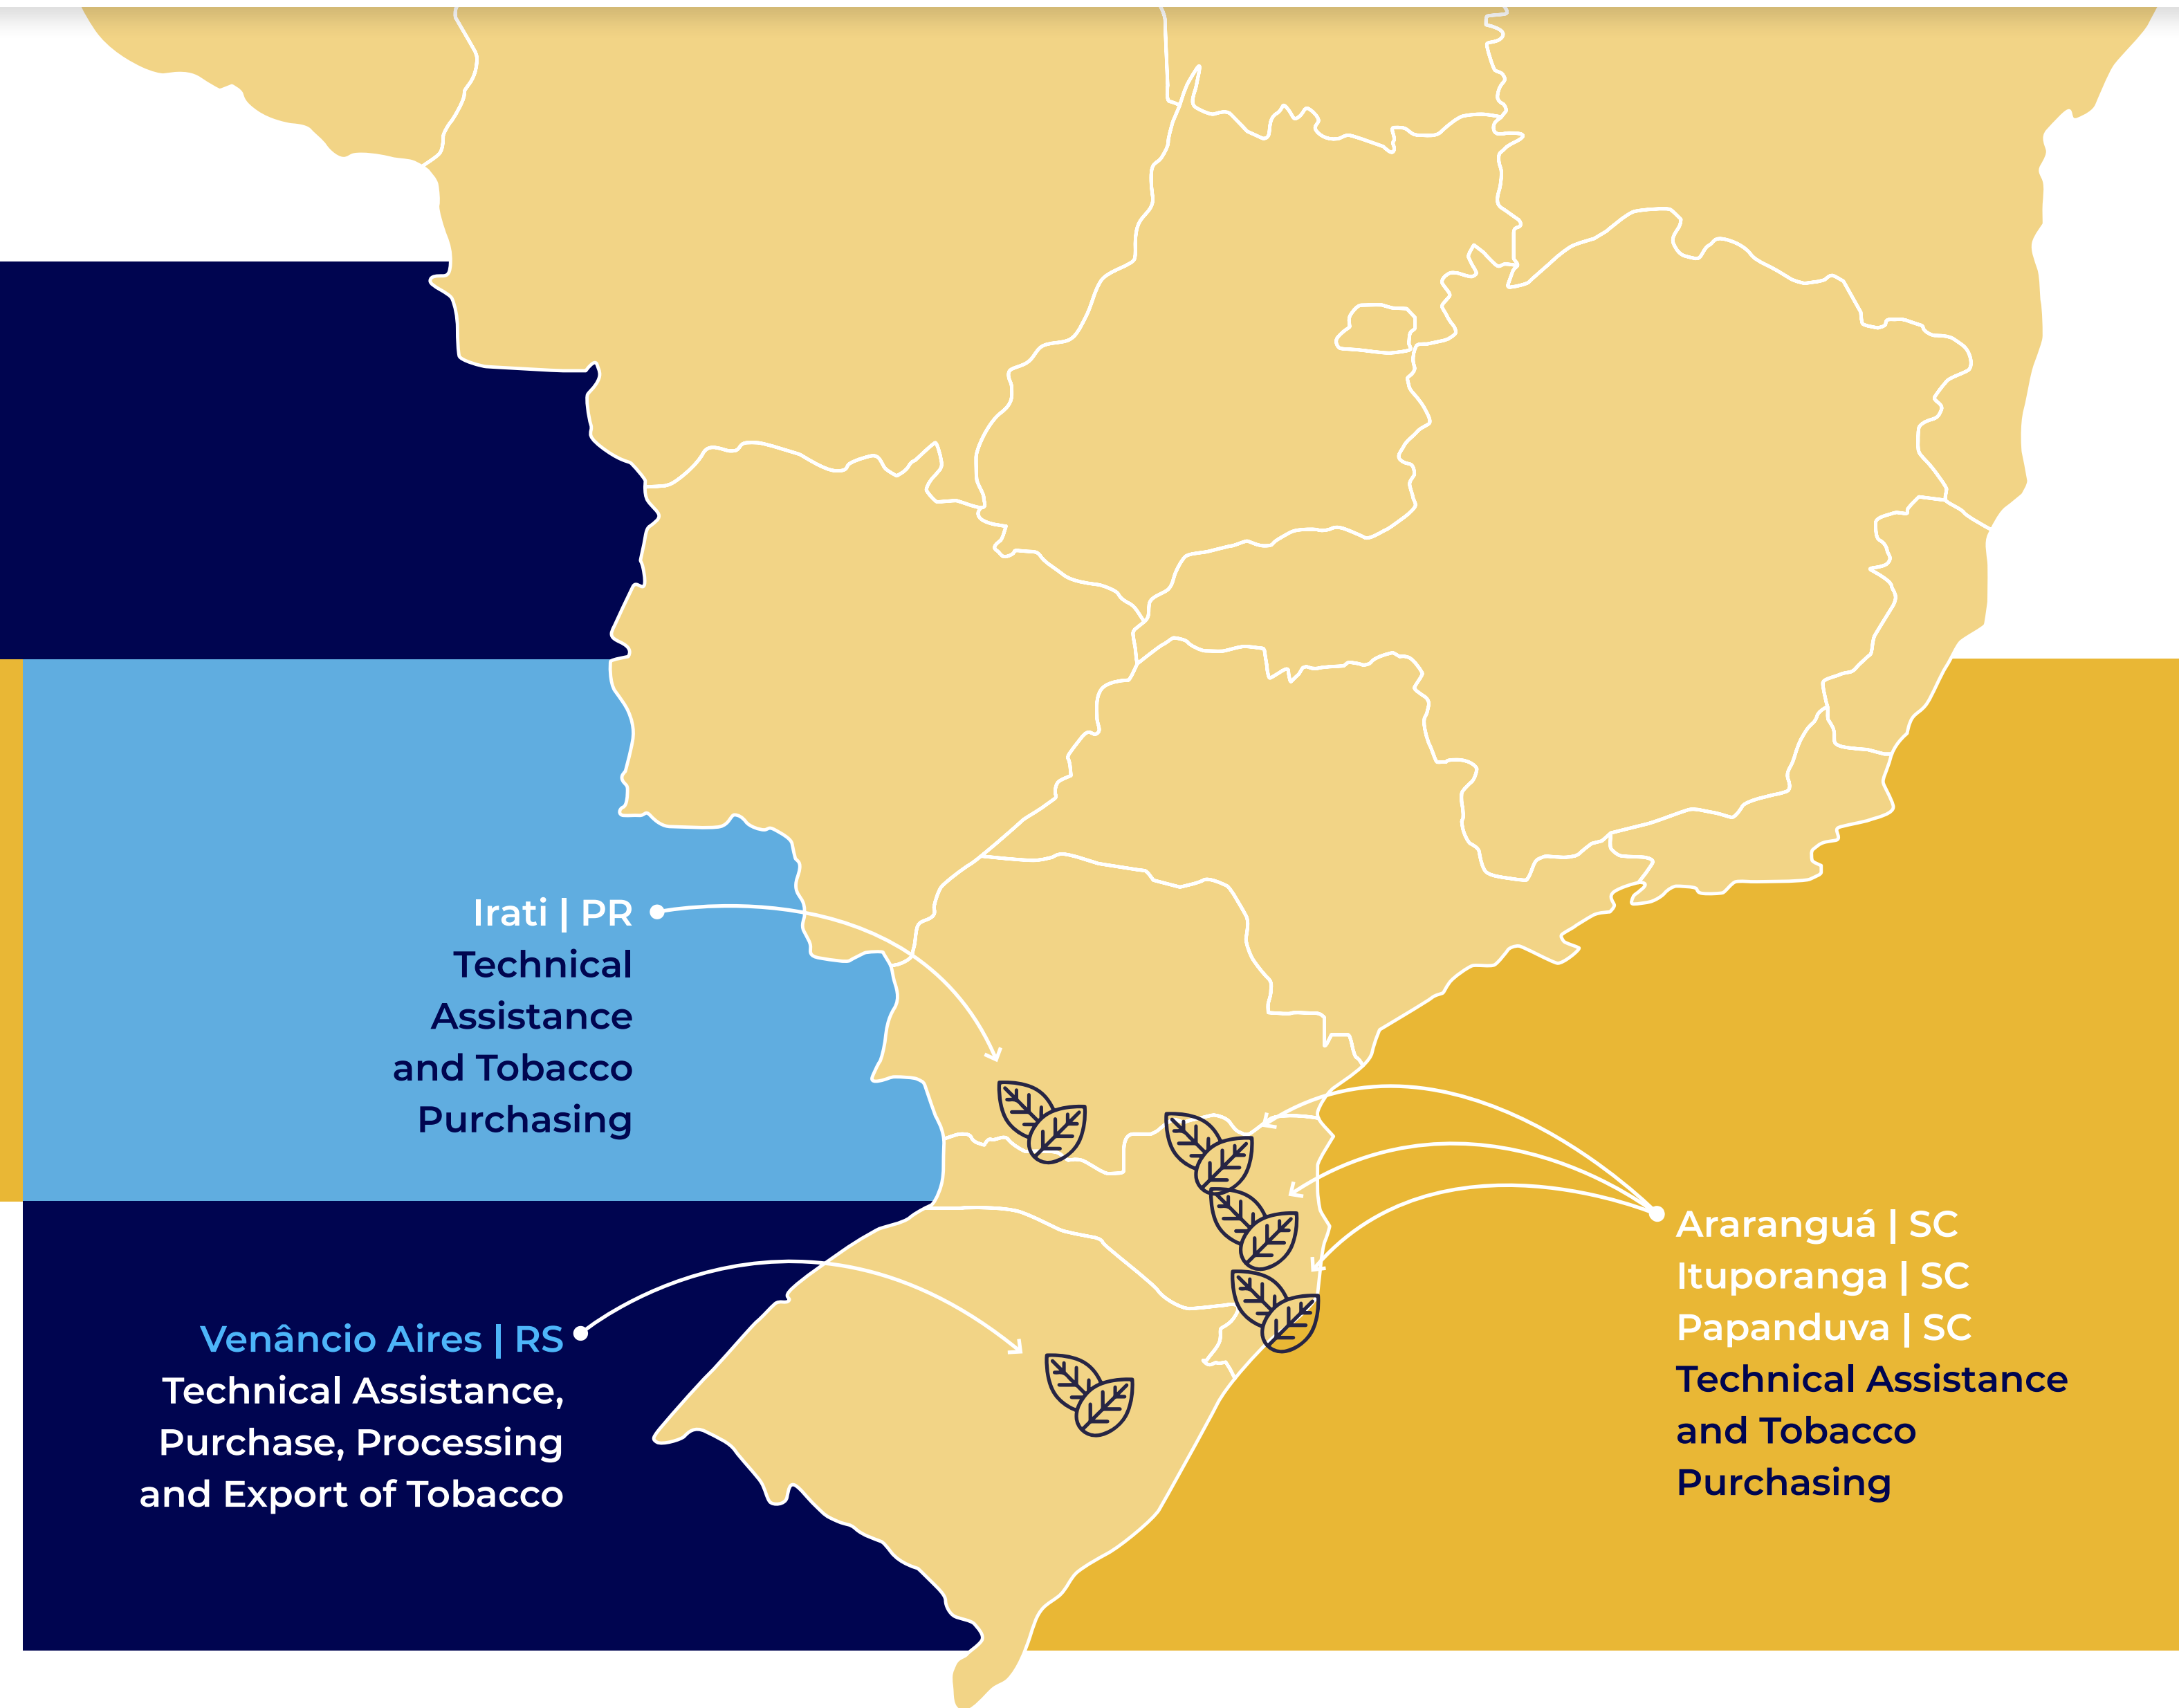 Irati | PR
Technical
Assistance
and Tobacco
Purchasing
Venâncio Aires | RS
Technical Assistance,
Purchase, Processing
and Export of Tobacco
Araranguá | SC
Ituporanga | SC
Papanduva | SC
Technical Assistance
and Tobacco
Purchasing